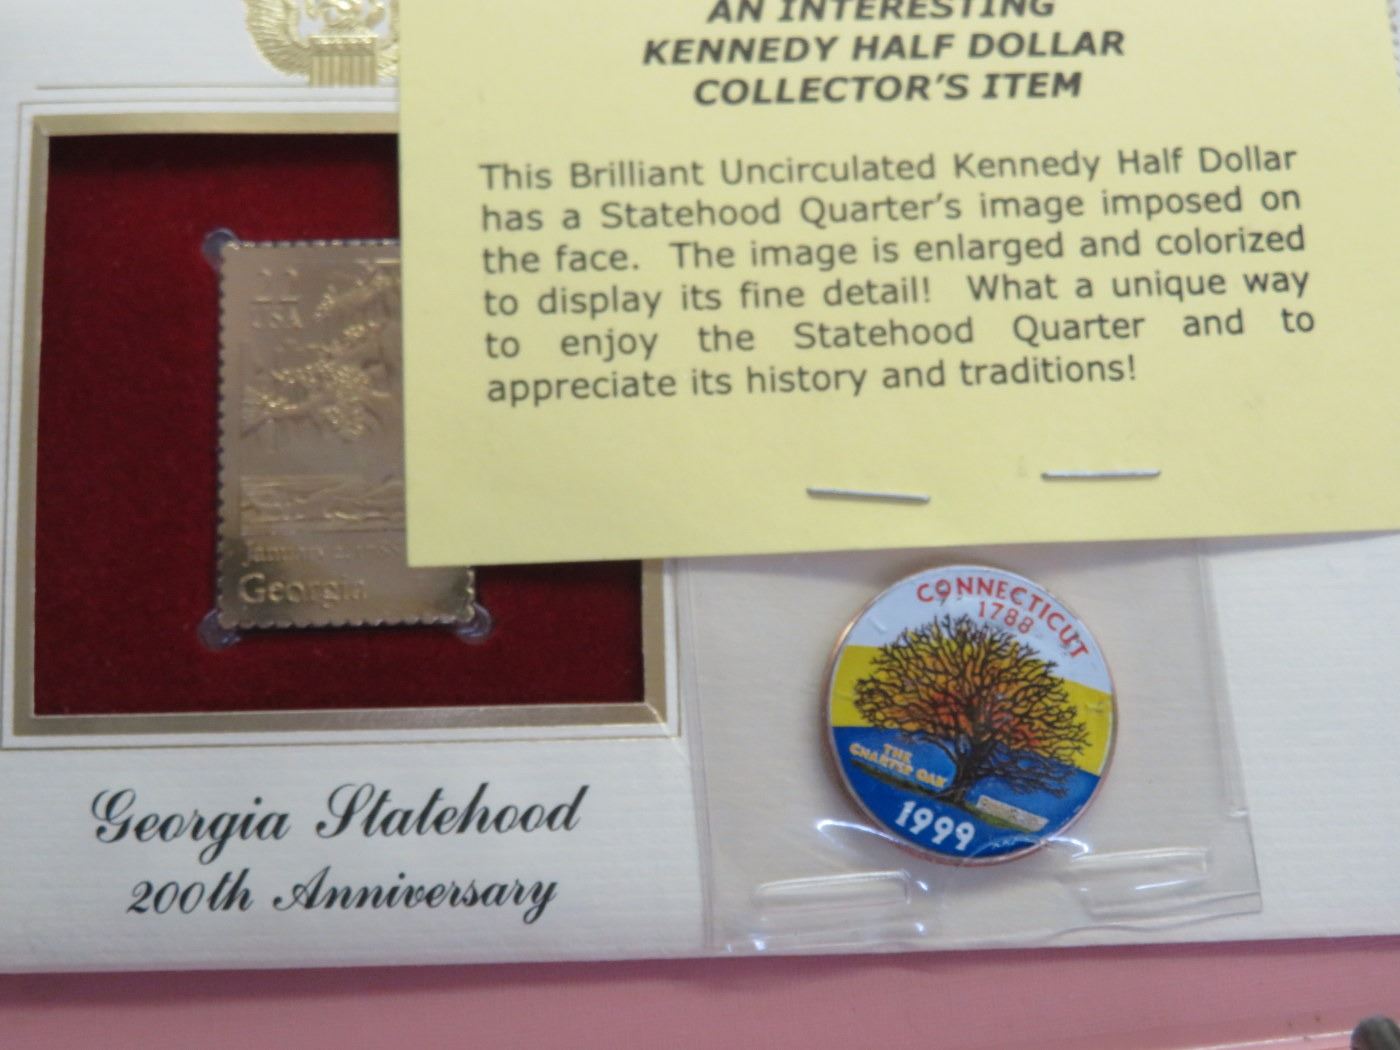 AN INTERESTING
KENNEDY HALF DOLLAR
COLLECTOR'S ITEM
This Brilliant Uncirculated Kennedy Half Dollar
has a Statehood Quarter's image imposed on
the face. The image is enlarged and colorized
to display its fine detail! What a unique way
to enjoy the Statehood Quarter and to
appreciate its history and traditions!
22
USA
Georgia
Georgia Statehood
200th Anniversary
CONNECTICUT
1788
THE
CHARTER OAK
1999